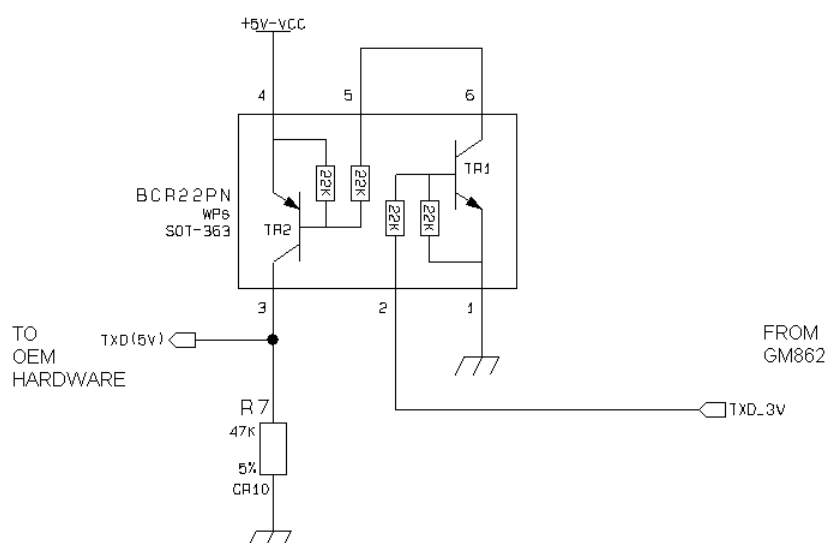 +5V-VCC
4
5
6
22K
22K
TR1
BCR22PN
WPs
SOT-363
TR2
22K
22K
3
2
1
TO
OEM
HARDWARE
TXD(5V)
FROM
GM862
R7
47K
5%
CR10
TXD_3V